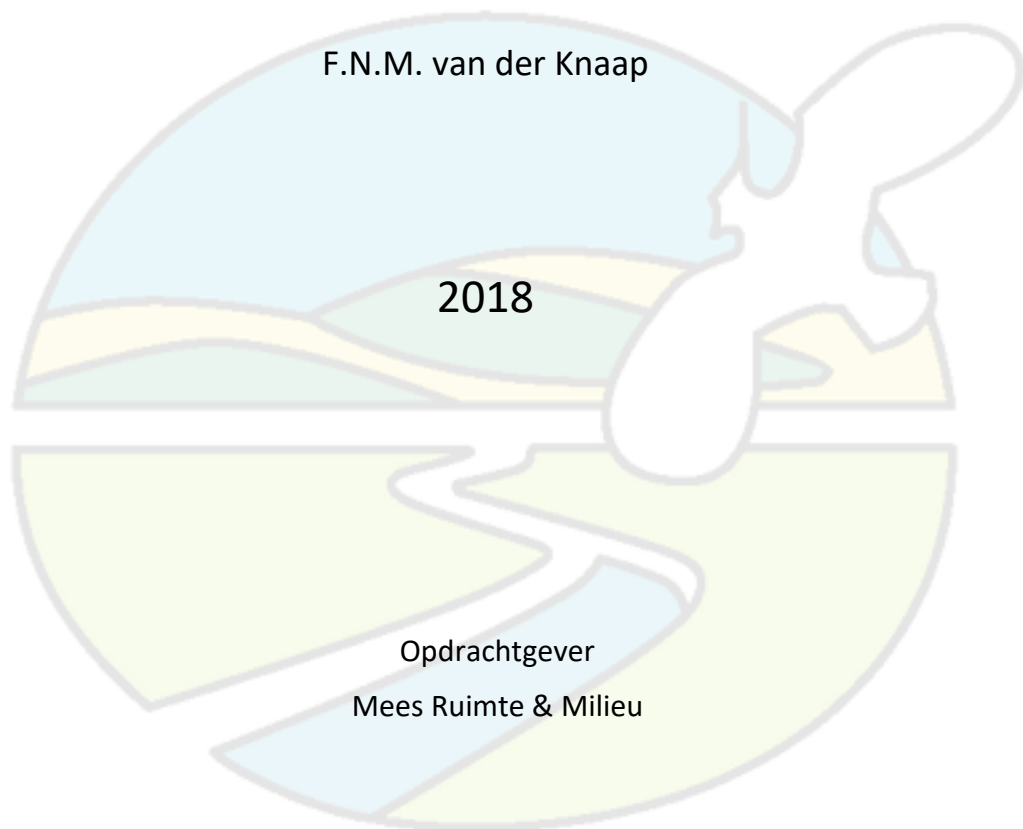 F.N.M. van der Knaap
2018
Opdrachtgever
Mees Ruimte & Milieu